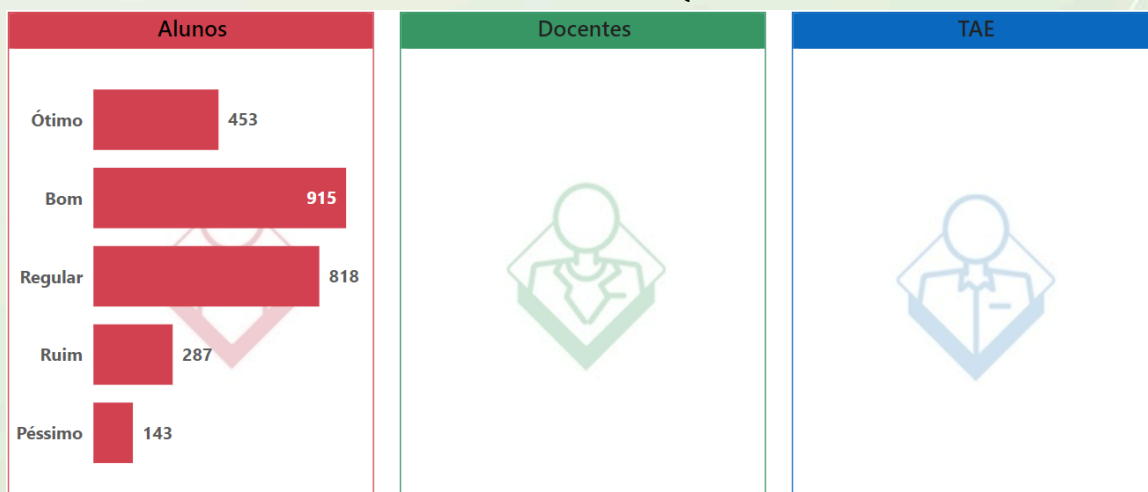 Alunos
Docentes
TAE
Ótimo 453
Bom 915
Regular 818
Ruim 287
Péssimo 143